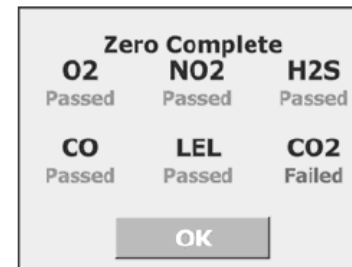 Zero Complete
O2 NO2 H2S
Passed Passed Passed
CO LEL CO2
Passed Passed Failed
OK